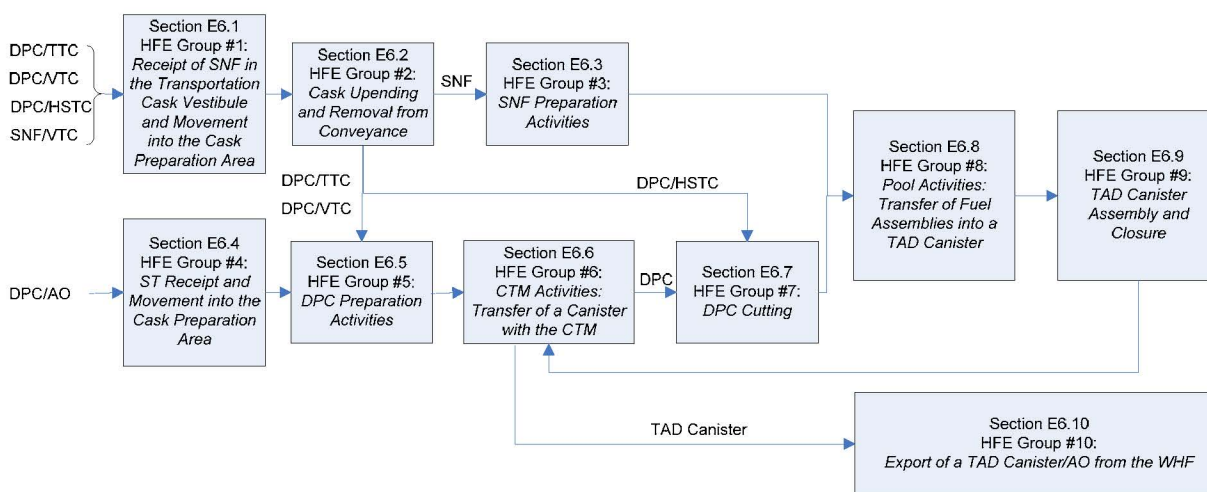 DPC/TTC
DPC/VTC
DPC/HSTC
SNF/VTC
Section E6.1
HFE Group #1:
Receipt of SNF in
the Transportation
Cask Vestibule
and Movement
into the Cask
Preparation Area
Section E6.2
HFE Group #2:
Cask Upending
and Removal from
Conveyance
SNF
Section E6.3
HFE Group #3:
SNF Preparation
Activities
DPC/TTC
DPC/VTC
DPC/HSTC
Section E6.8
HFE Group #8:
Pool Activities:
Transfer of Fuel
Assemblies into a
TAD Canister
Section E6.9
HFE Group #9:
TAD Canister
Assembly and
Closure
DPC/AO
Section E6.4
HFE Group #4:
ST Receipt and
Movement into the
Cask Preparation
Area
Section E6.5
HFE Group #5:
DPC Preparation
Activities
Section E6.6
HFE Group #6:
CTM Activities:
Transfer of a Canister
with the CTM
DPC
Section E6.7
HFE Group #7:
DPC Cutting
TAD Canister
Section E6.10
HFE Group #10:
Export of a TAD Canister/AO from the WHF